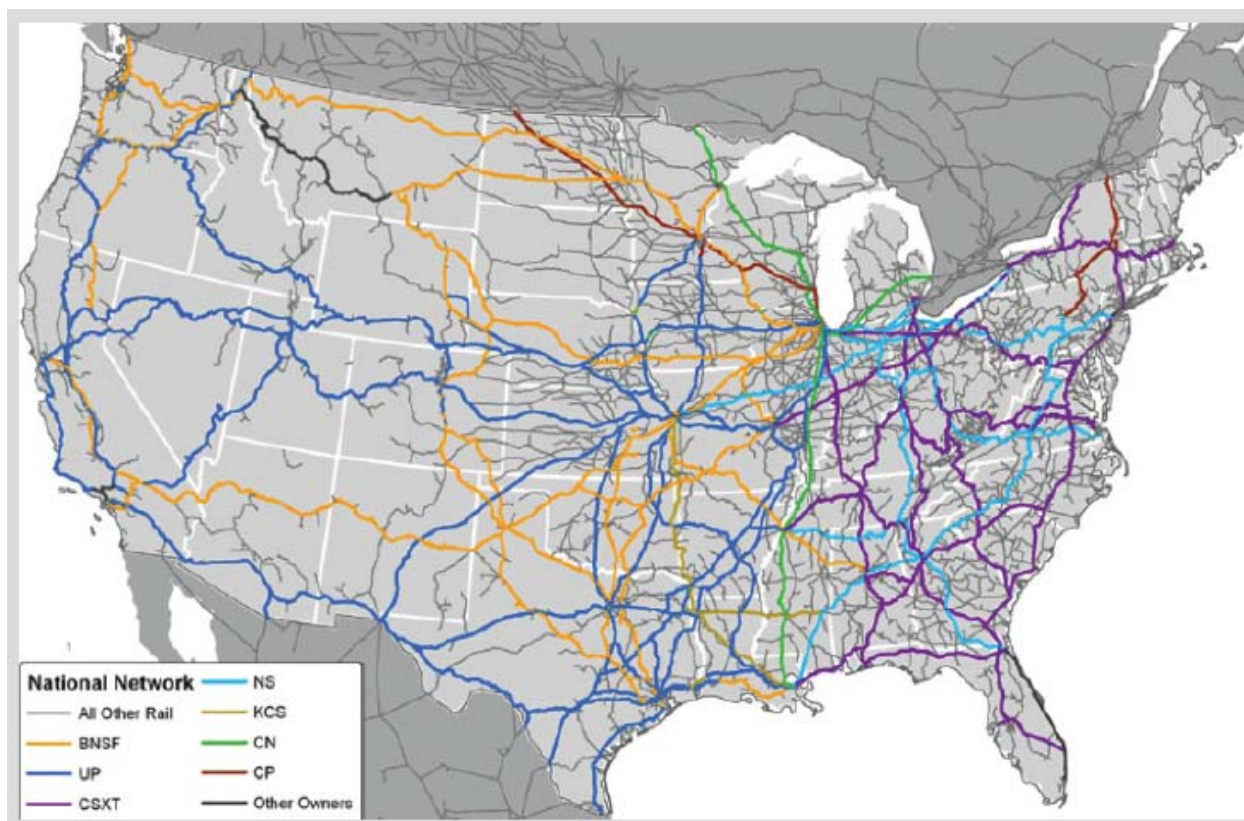 National Network
All Other Rail
BNSF
UP
CSXT
NS
KCS
CN
CP
Other Owners